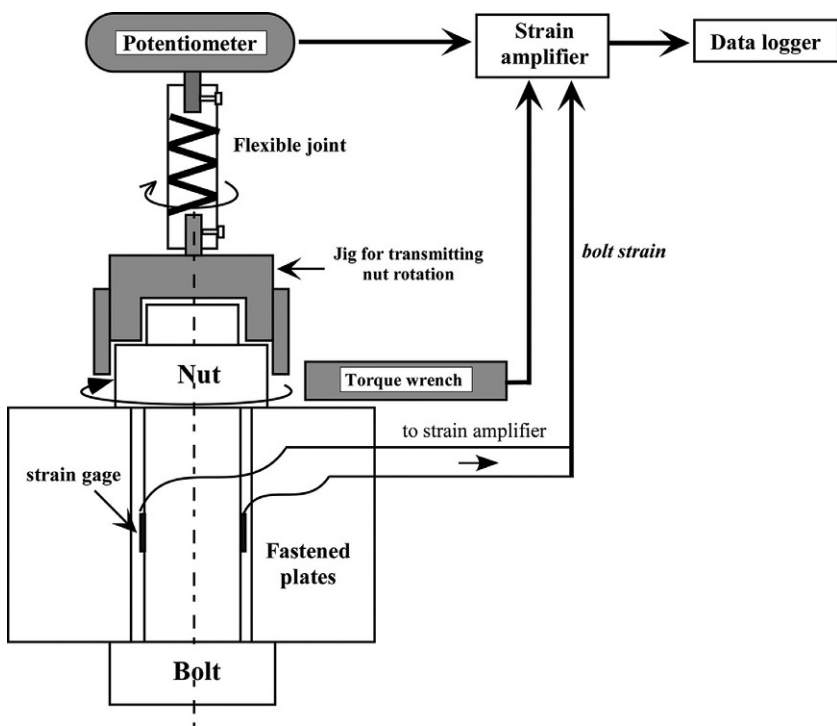 Potentiometer
Strain
amplifier
Data logger
Flexible joint
Jig for transmitting
nut rotation
bolt strain
Nut
Torque wrench
to strain amplifier
strain gage
Fastened
plates
Bolt